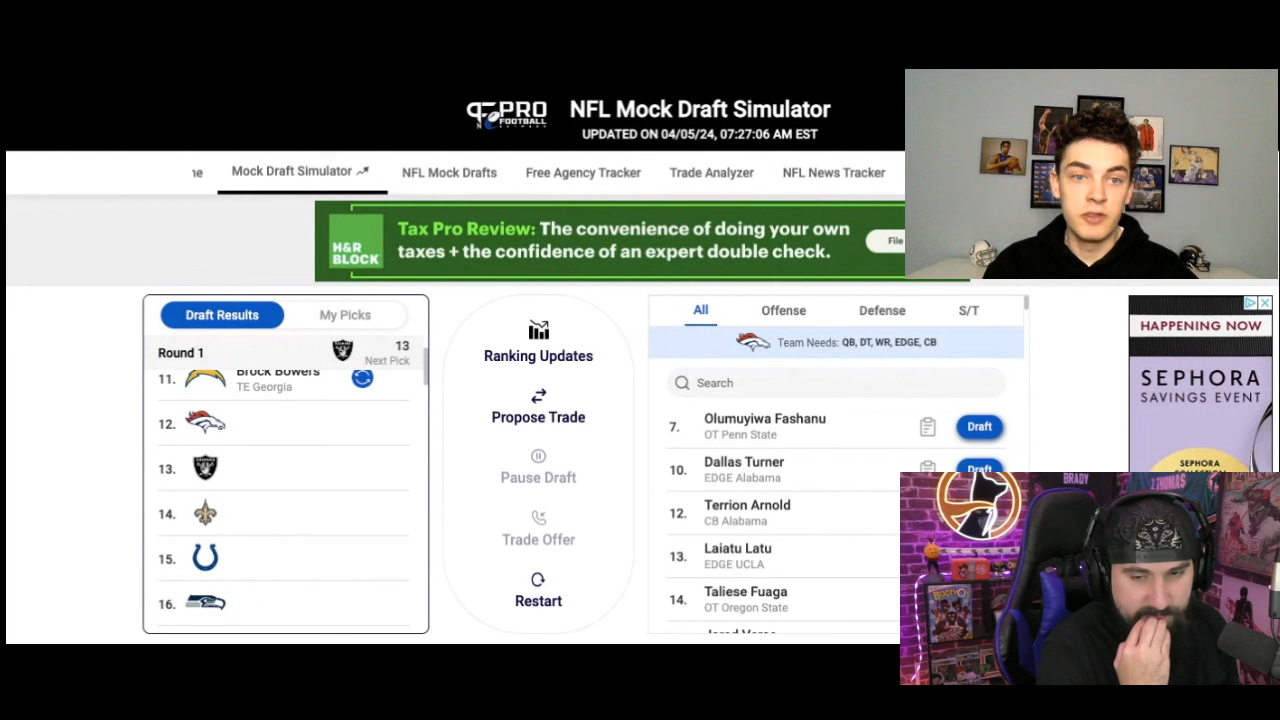 PRO
FOOTBALL
NFL Mock Draft Simulator
UPDATED ON 04/05/24, 07:27:06 AM EST
ne
Mock Draft Simulator
NFL Mock Drafts
Free Agency Tracker
Trade Analyzer
NFL News Tracker
H&R
BLOCK
Tax Pro Review: The convenience of doing your own
taxes + the confidence of an expert double check.
File
Draft Results
My Picks
Round 1
13
Next Pick
11.
Brock Bowers
TE Georgia
12.
13.
14.
15.
16.
Ranking Updates
Propose Trade
Pause Draft
Trade Offer
Restart
All
Offense
Defense
S/T
Team Needs: QB, DT, WR, EDGE, CB
Search
7.
Olumuyiwa Fashanu
OT Penn State
Draft
10.
Dallas Turner
EDGE Alabama
Draft
12.
Terrion Arnold
CB Alabama
13.
Laiatu Latu
EDGE UCLA
14.
Taliese Fuaga
OT Oregon State
HAPPENING NOW
SEPHORA
SAVINGS EVENT
SEPHORA
BRADY
J THOMAS
BOOTYO's